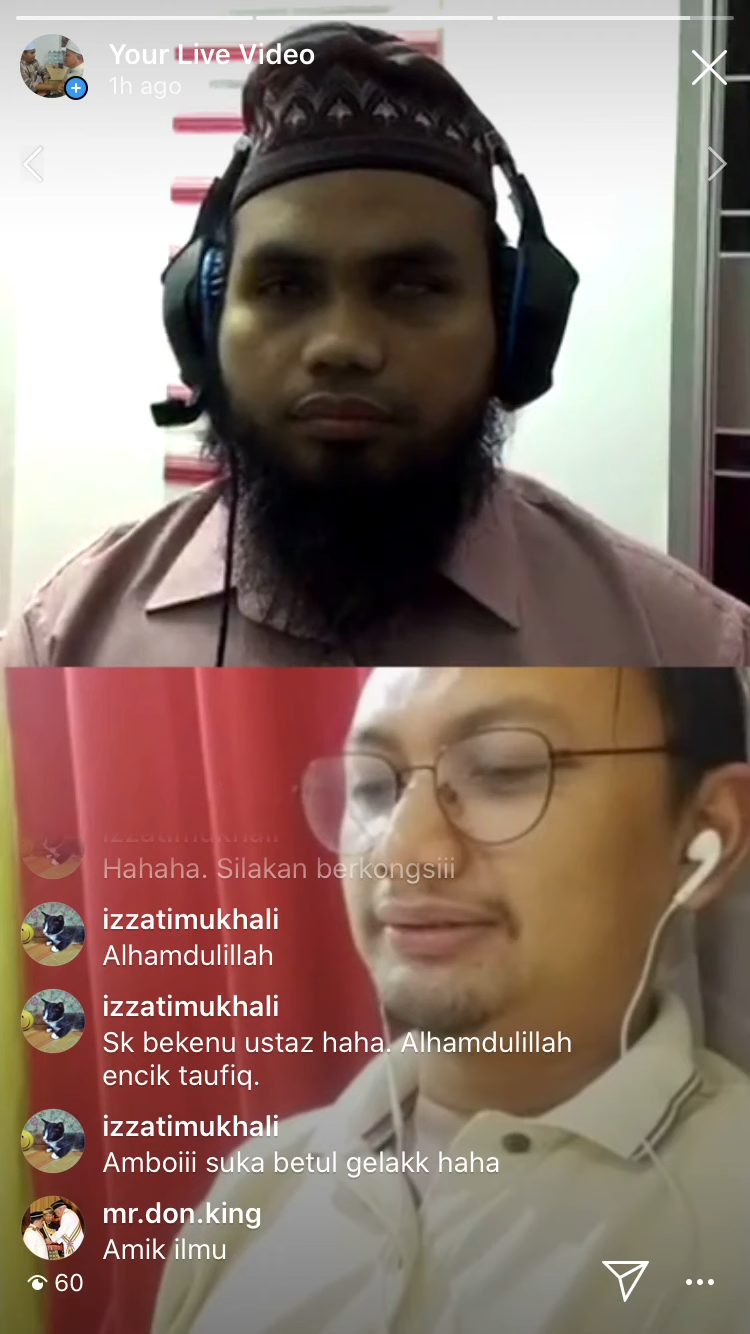 Your Live Video
1h ago
izzatimukhali
Hahaha. Silakan berkongsiii
izzatimukhali
Alhamdulillah
izzatimukhali
Sk bekenu ustaz haha. Alhamdulillah
encik taufiq.
izzatimukhali
Amboiii suka betul gelakk haha
mr.don.king
Amik ilmu
60